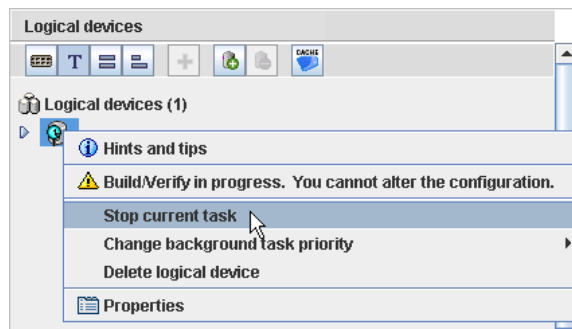 Logical devices
T
CACHE
Logical devices (1)
Hints and tips
Build/Verify in progress. You cannot alter the configuration.
Stop current task
Change background task priority
Delete logical device
Properties